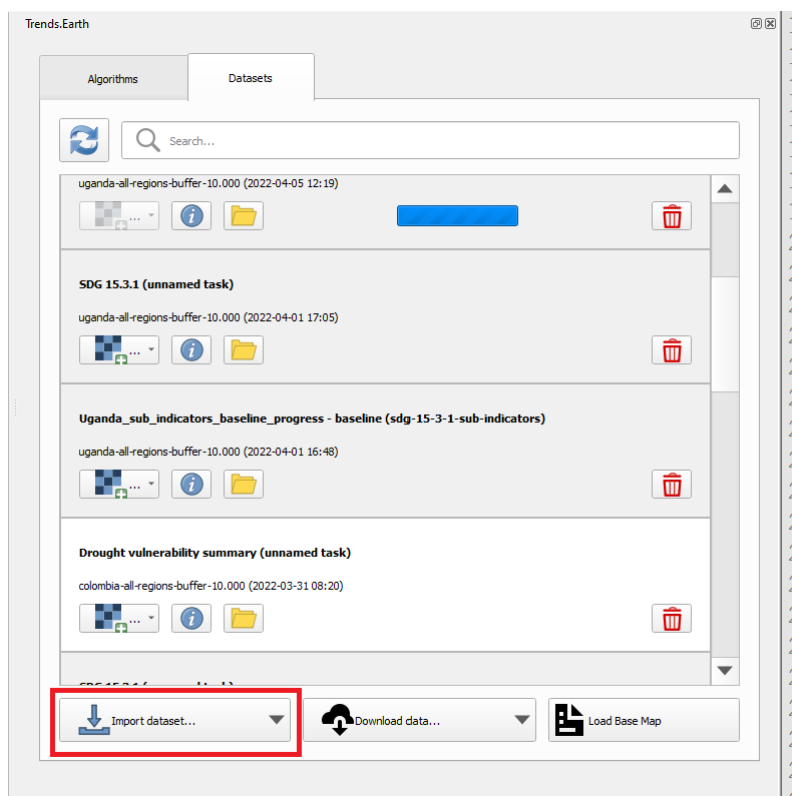 Trends.Earth
Algorithms
Datasets
Search...
uganda-all-regions-buffer-10.000 (2022-04-05 12:19)
...
SDG 15.3.1 (unnamed task)
uganda-all-regions-buffer-10.000 (2022-04-01 17:05)
...
Uganda_sub_indicators_baseline_progress - baseline (sdg-15-3-1-sub-indicators)
uganda-all-regions-buffer-10.000 (2022-04-01 16:48)
...
Drought vulnerability summary (unnamed task)
colombia-all-regions-buffer-10.000 (2022-03-31 08:20)
...
Import dataset...
Download data...
Load Base Map